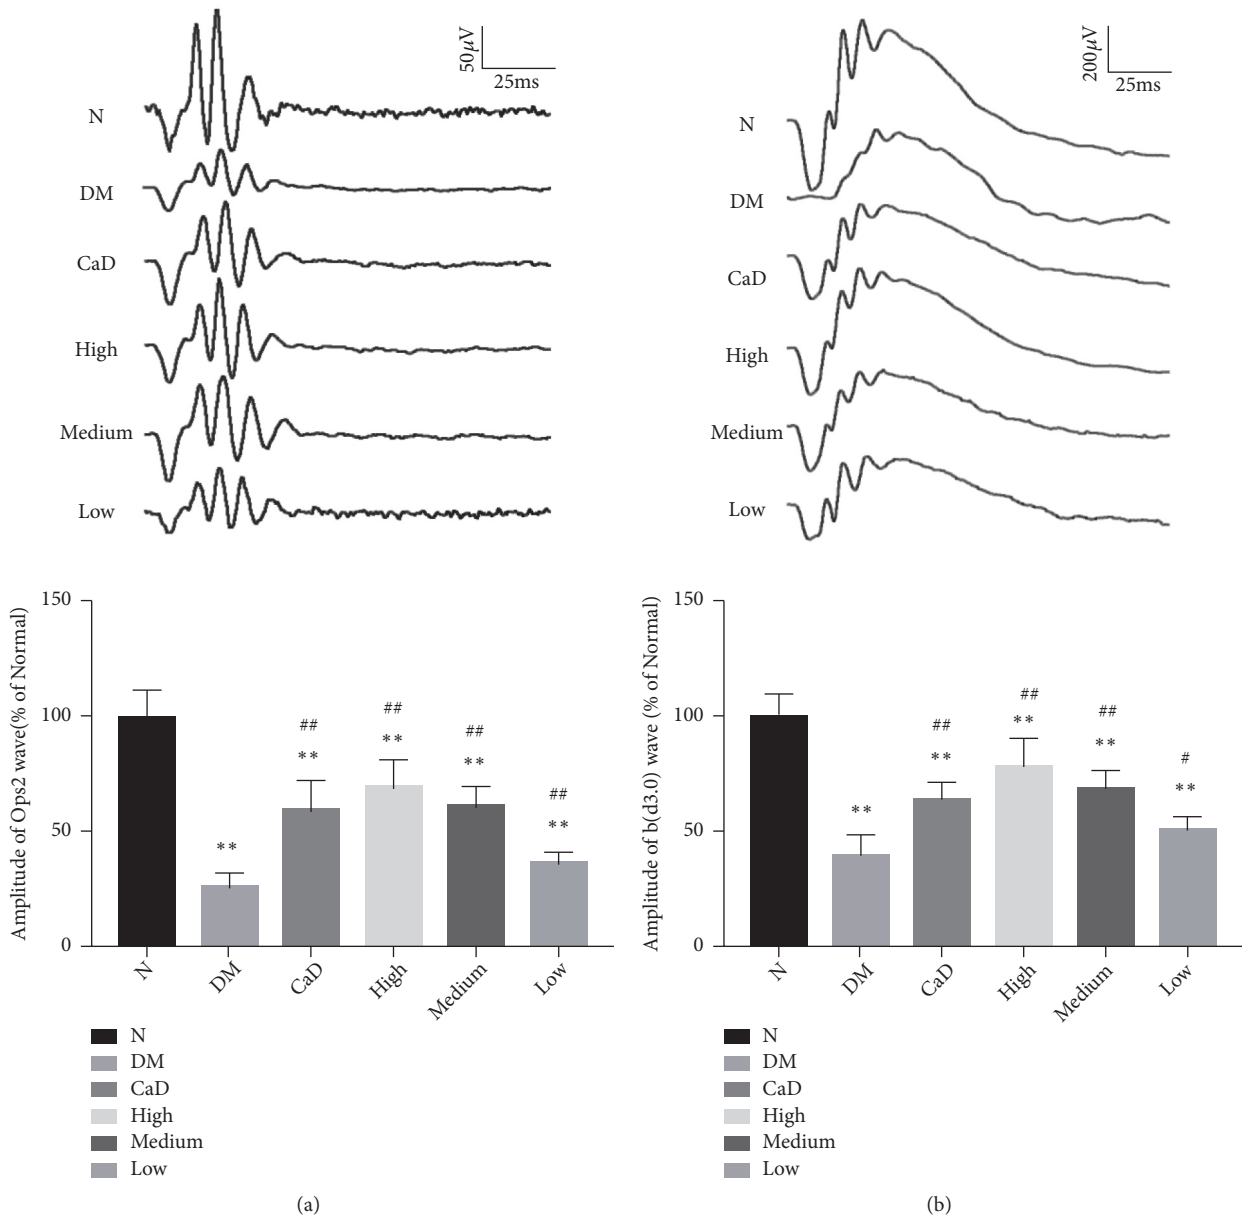 50μV
25ms
N
DM
CaD
High
Medium
Low
200μV
25ms
N
DM
CaD
High
Medium
Low
Amplitude of Ops2 wave(% of Normal)
150
100
50
0
**
##
**
##
**
##
**
##
**
N
DM
CaD
High
Medium
Low
N
DM
CaD
High
Medium
Low
(a)
Amplitude of b(d3.0) wave (% of Normal)
150
100
50
0
**
##
**
##
**
##
**
#
**
N
DM
CaD
High
Medium
Low
N
DM
CaD
High
Medium
Low
(b)